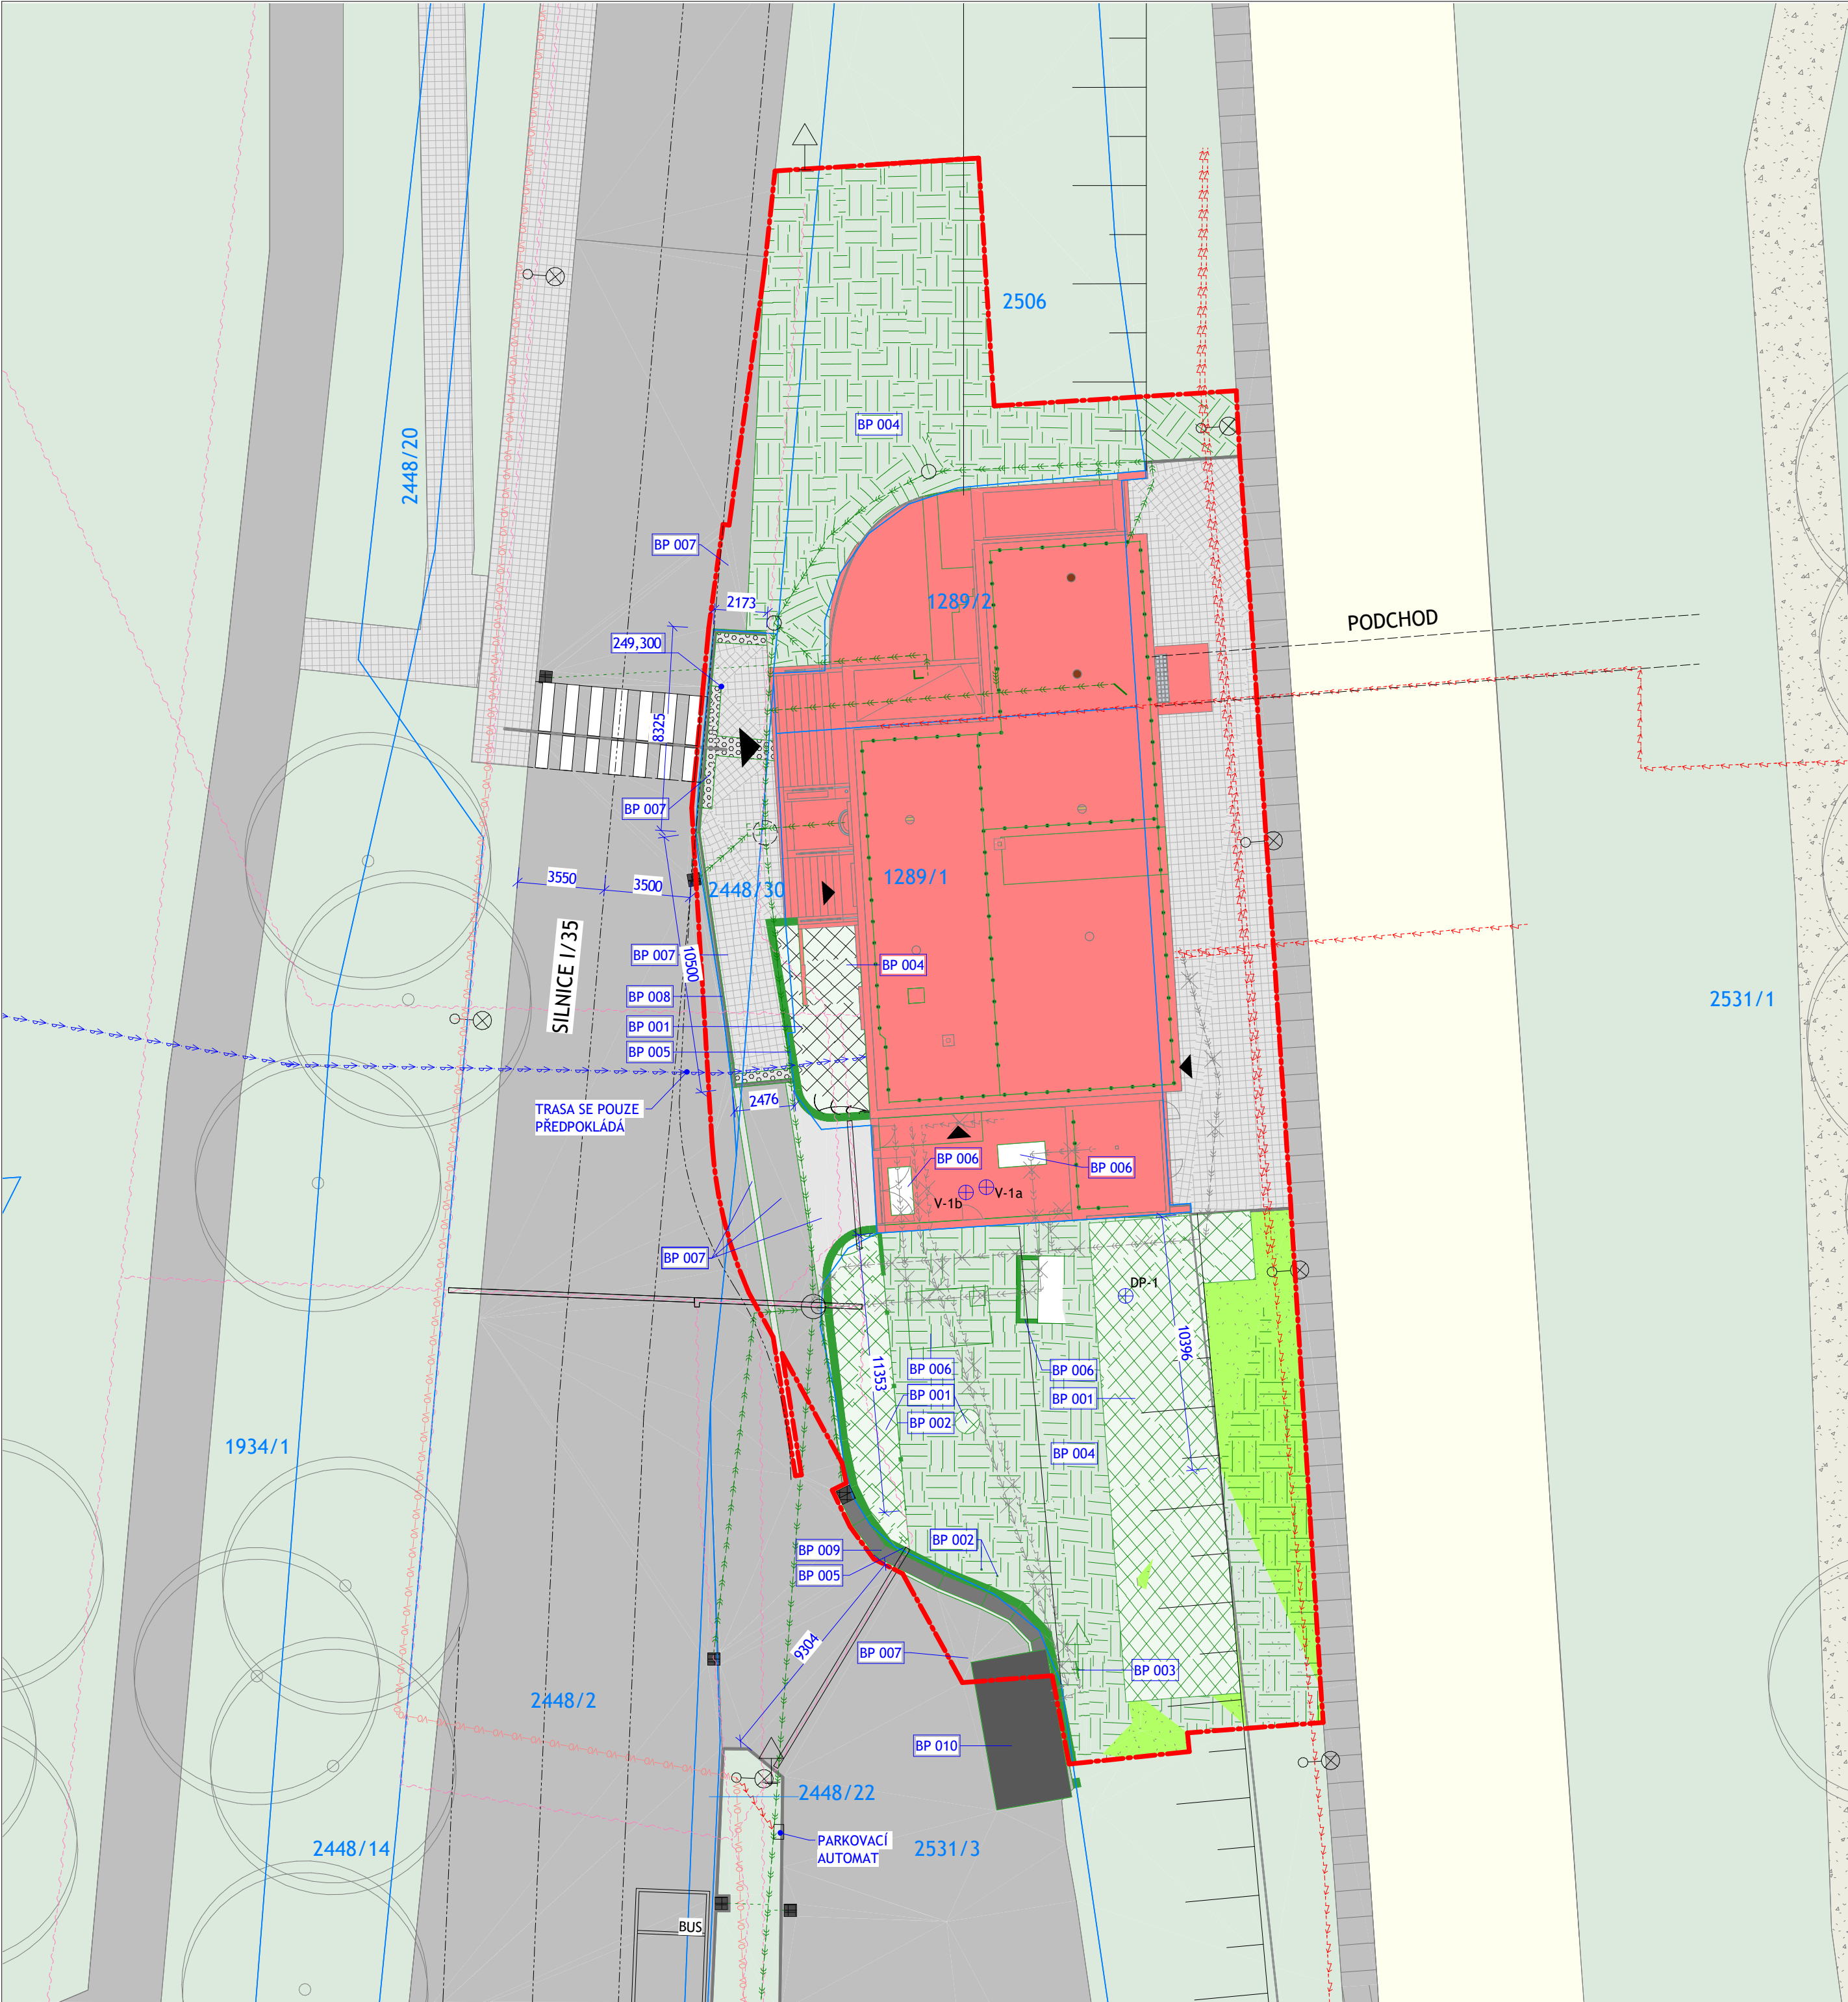 2506
BP 004
2448/20
BP 007
2173
1289/2
249,300
PODCHOD
8325
BP 007
3550
3500
2448/30
1289/1
SILNICE I/35
BP 007
10500
BP 004
BP 008
2531/1
BP 001
BP 005
TRASA SE POUZE
PŘEDPOKLÁDÁ
2476
BP 006
BP 006
V-1b
V-1a
BP 007
DP-1
10396
11353
BP 006
BP 006
BP 001
BP 001
BP 002
1934/1
BP 004
BP 009
BP 002
BP 005
9304
BP 007
BP 003
2448/2
BP 010
2448/22
PARKOVACÍ
AUTOMAT
2448/14
2531/3
BUS